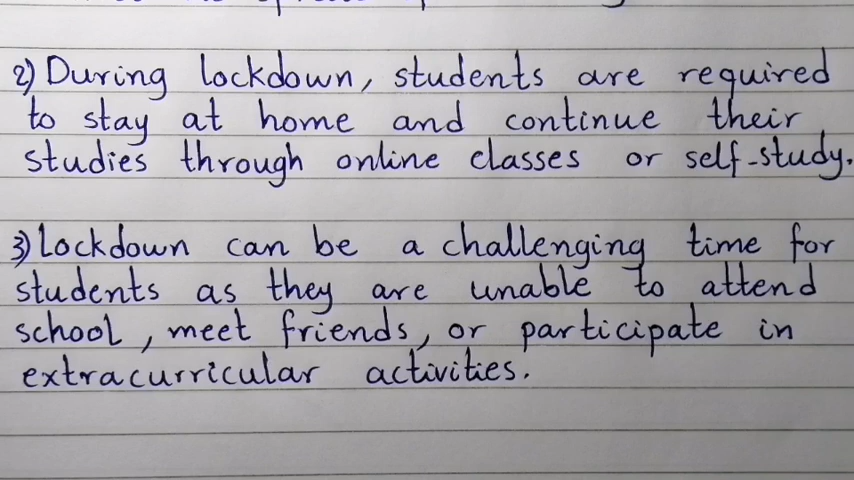 2) During lockdown, students are required
to stay at home and continue their
studies through online classes or self-study.
3) Lockdown can be a challenging time for
students as they are unable to attend
school, meet friends, or participate in
extracurricular activities.